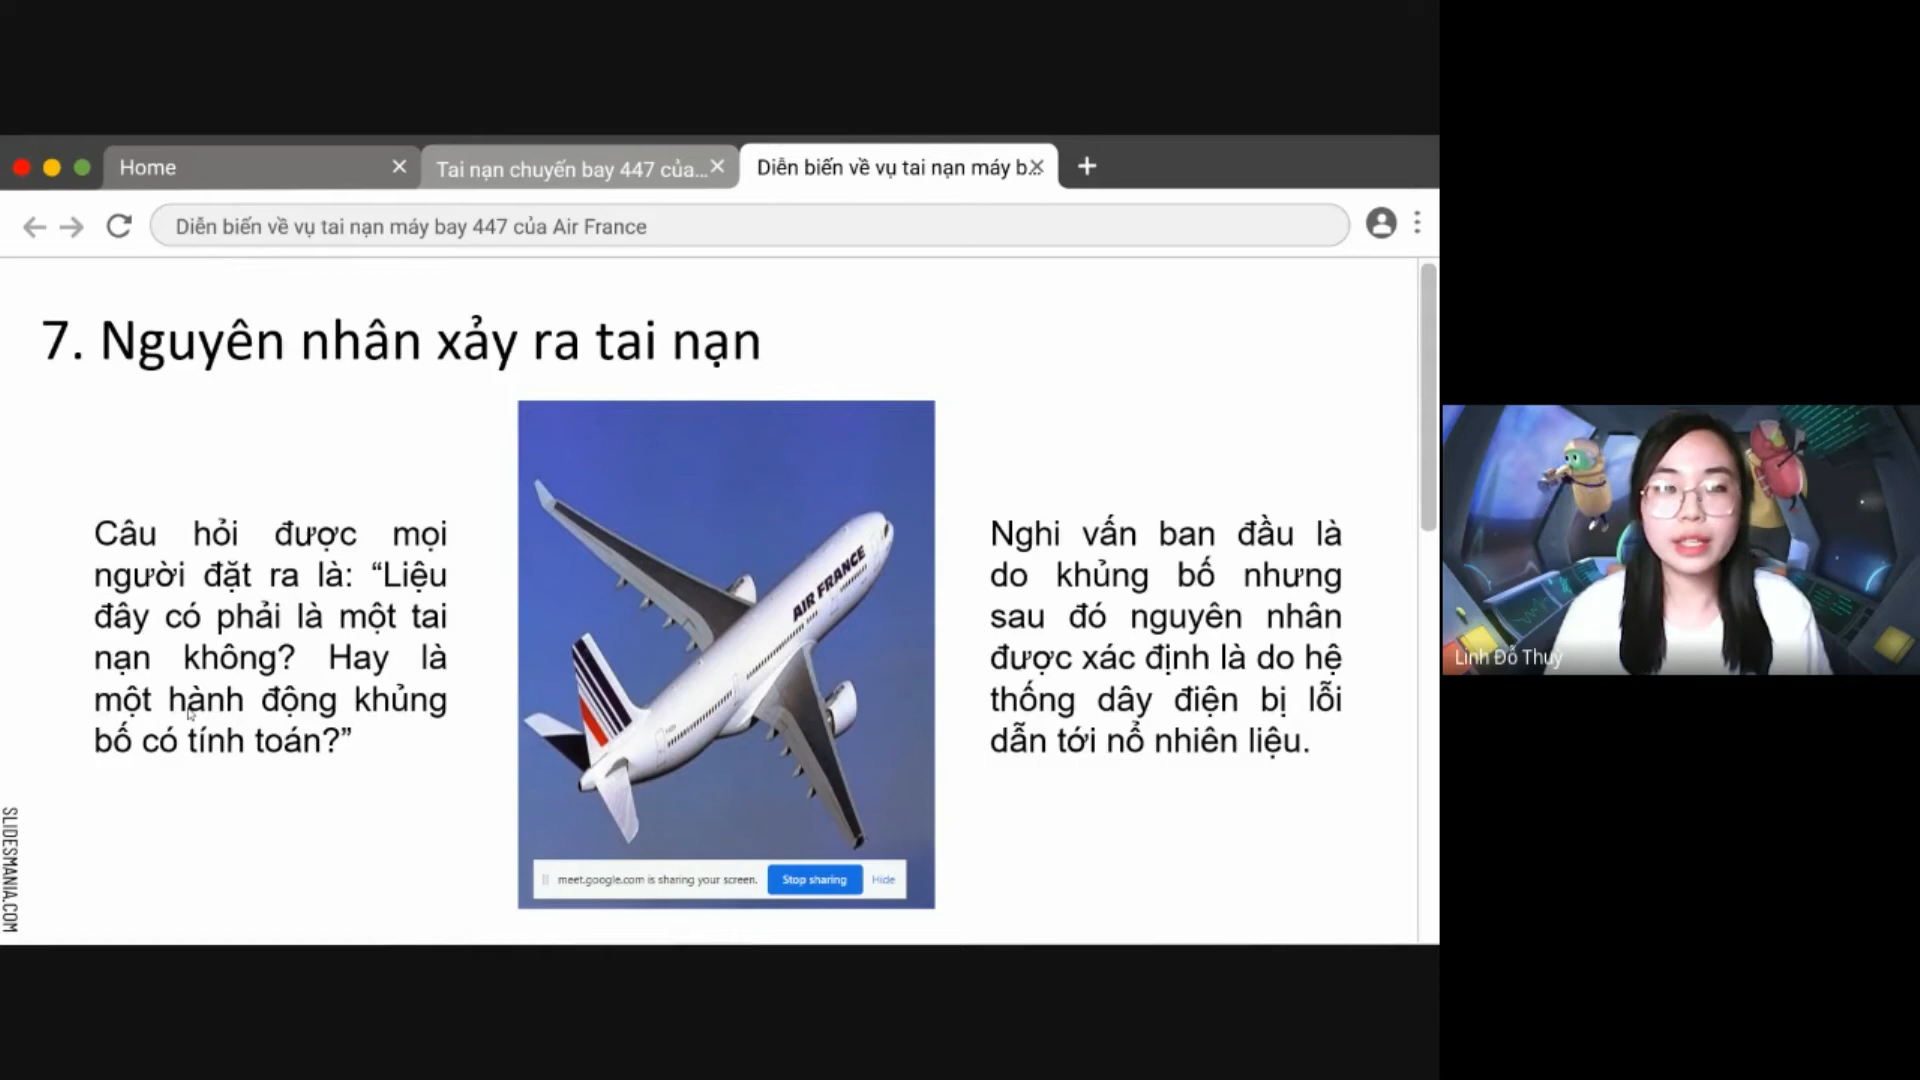 Home
Tai nạn chuyến bay 447 của...
Diễn biến về vụ tai nạn máy b...
Diễn biến về vụ tai nạn máy bay 447 của Air France
7. Nguyên nhân xảy ra tai nạn
Câu hỏi được mọi
người đặt ra là: “Liệu
đây có phải là một tai
nạn không? Hay là
một hành động khủng
bố có tính toán?”
AIR FRANCE
meet.google.com is sharing your screen.
Stop sharing
Hide
Nghi vấn ban đầu là
do khủng bố nhưng
sau đó nguyên nhân
được xác định là do hệ
thống dây điện bị lỗi
dẫn tới nổ nhiên liệu.
SLIDESMANIA.COM
Linh Đỗ Thuỳ